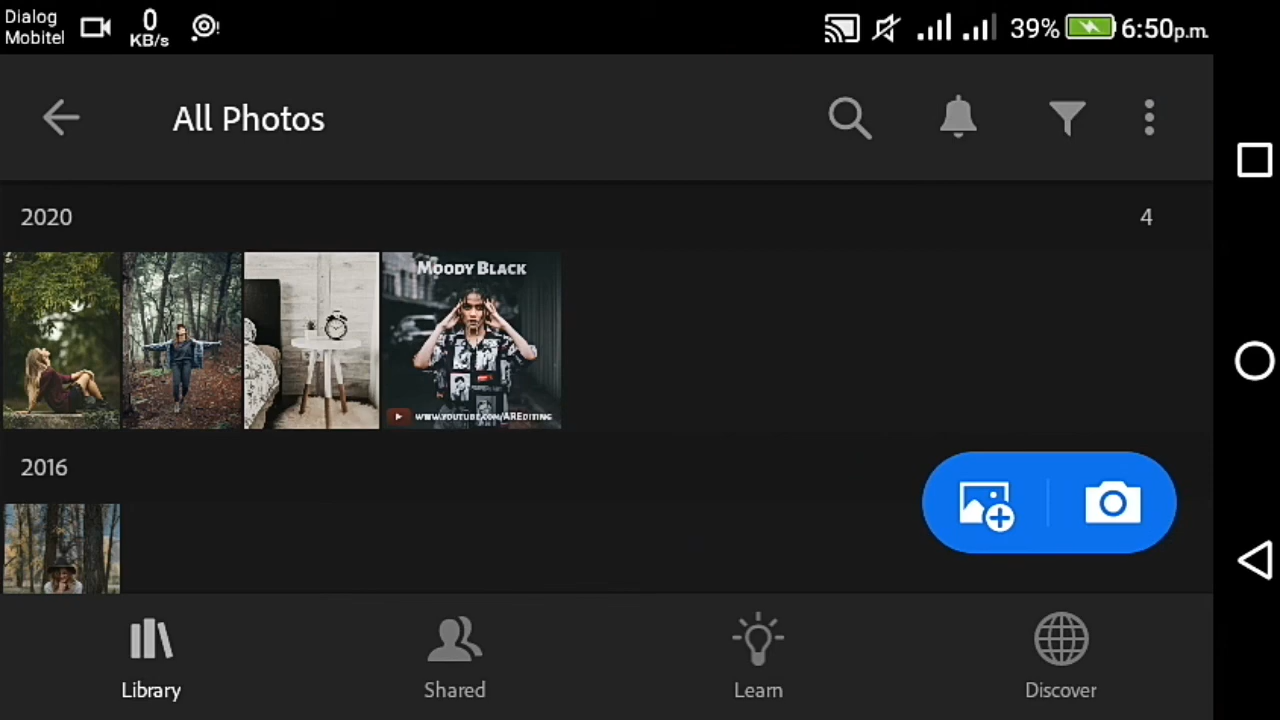 Dialog
Mobitel
0
KB/s
39%
6:50p.m.
All Photos
2020
4
MOODY BLACK
WWW.YOUTUBE.COM/AREDITING
2016
Library
Shared
Learn
Discover